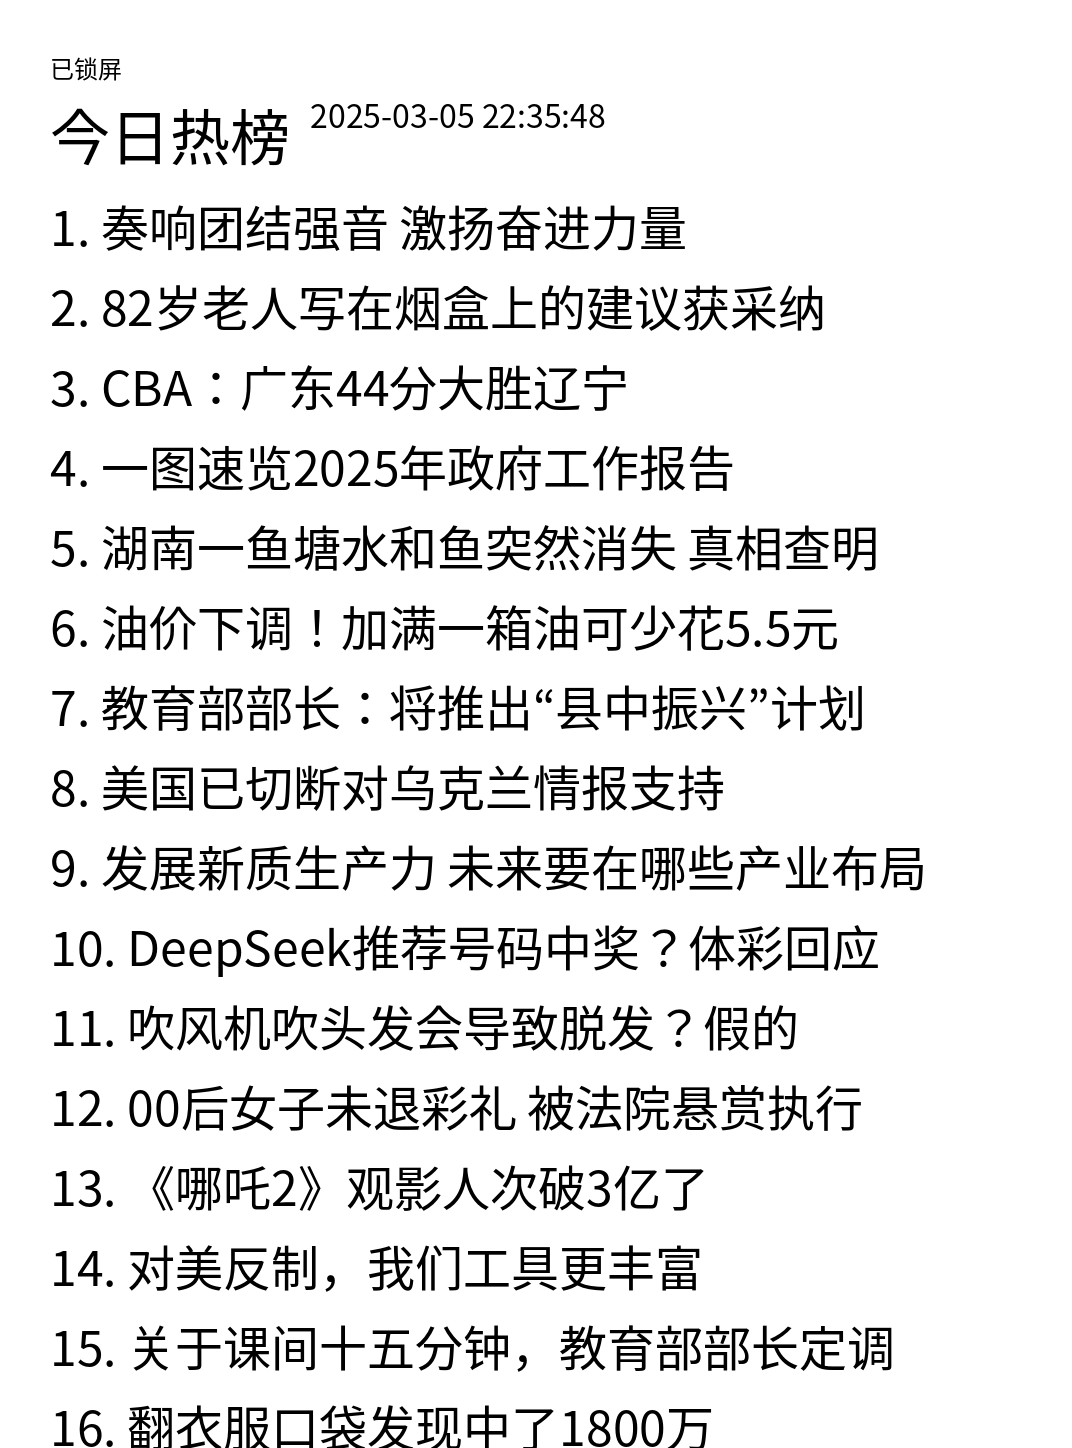 已锁屏
今日热榜 2025-03-05 22:35:48
1. 奏响团结强音 激扬奋进力量
2. 82岁老人写在烟盒上的建议获采纳
3. CBA：广东44分大胜辽宁
4. 一图速览2025年政府工作报告
5. 湖南一鱼塘水和鱼突然消失 真相查明
6. 油价下调！加满一箱油可少花5.5元
7. 教育部部长：将推出“县中振兴”计划
8. 美国已切断对乌克兰情报支持
9. 发展新质生产力 未来要在哪些产业布局
10. DeepSeek推荐号码中奖？体彩回应
11. 吹风机吹头发会导致脱发？假的
12. 00后女子未退彩礼 被法院悬赏执行
13. 《哪吒2》观影人次破3亿了
14. 对美反制，我们工具更丰富
15. 关于课间十五分钟，教育部部长定调
16. 翻衣服口袋发现中了1800万